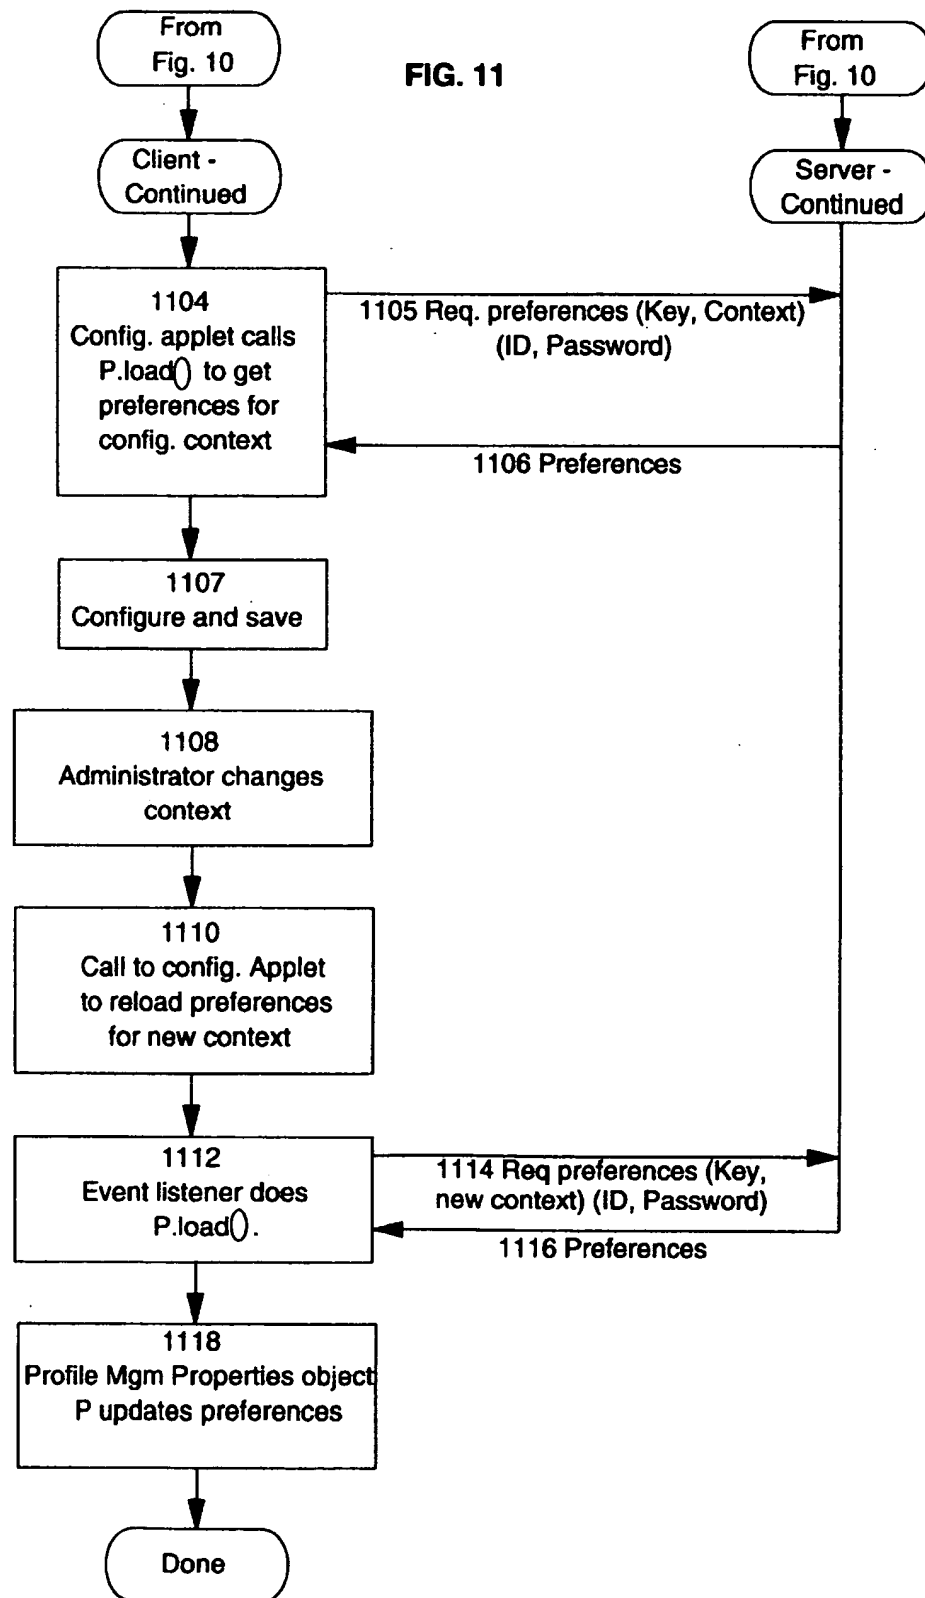 From
Fig. 10
FIG. 11
From
Fig. 10
Client -
Continued
Server -
Continued
1104
Config. applet calls
P.load() to get
preferences for
config. context
1105 Req. preferences (Key, Context)
(ID, Password)
1106 Preferences
1107
Configure and save
1108
Administrator changes
context
1110
Call to config. Applet
to reload preferences
for new context
1112
Event listener does
P.load().
1114 Req preferences (Key,
new context) (ID, Password)
1116 Preferences
1118
Profile Mgm Properties object
P updates preferences
Done